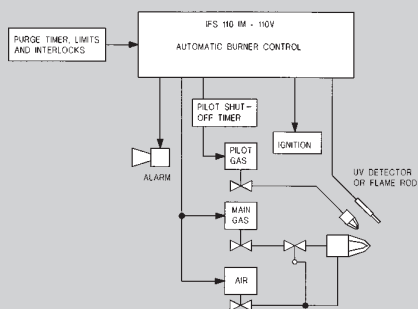 IFS 110 IM - 110V
AUTOMATIC BURNER CONTROL
PURGE TIMER, LIMITS
AND INTERLOCKS
PILOT SHUT-
OFF TIMER
IGNITION
PILOT
GAS
ALARM
UV DETECTOR
OR FLAME ROD
MAIN
GAS
AIR